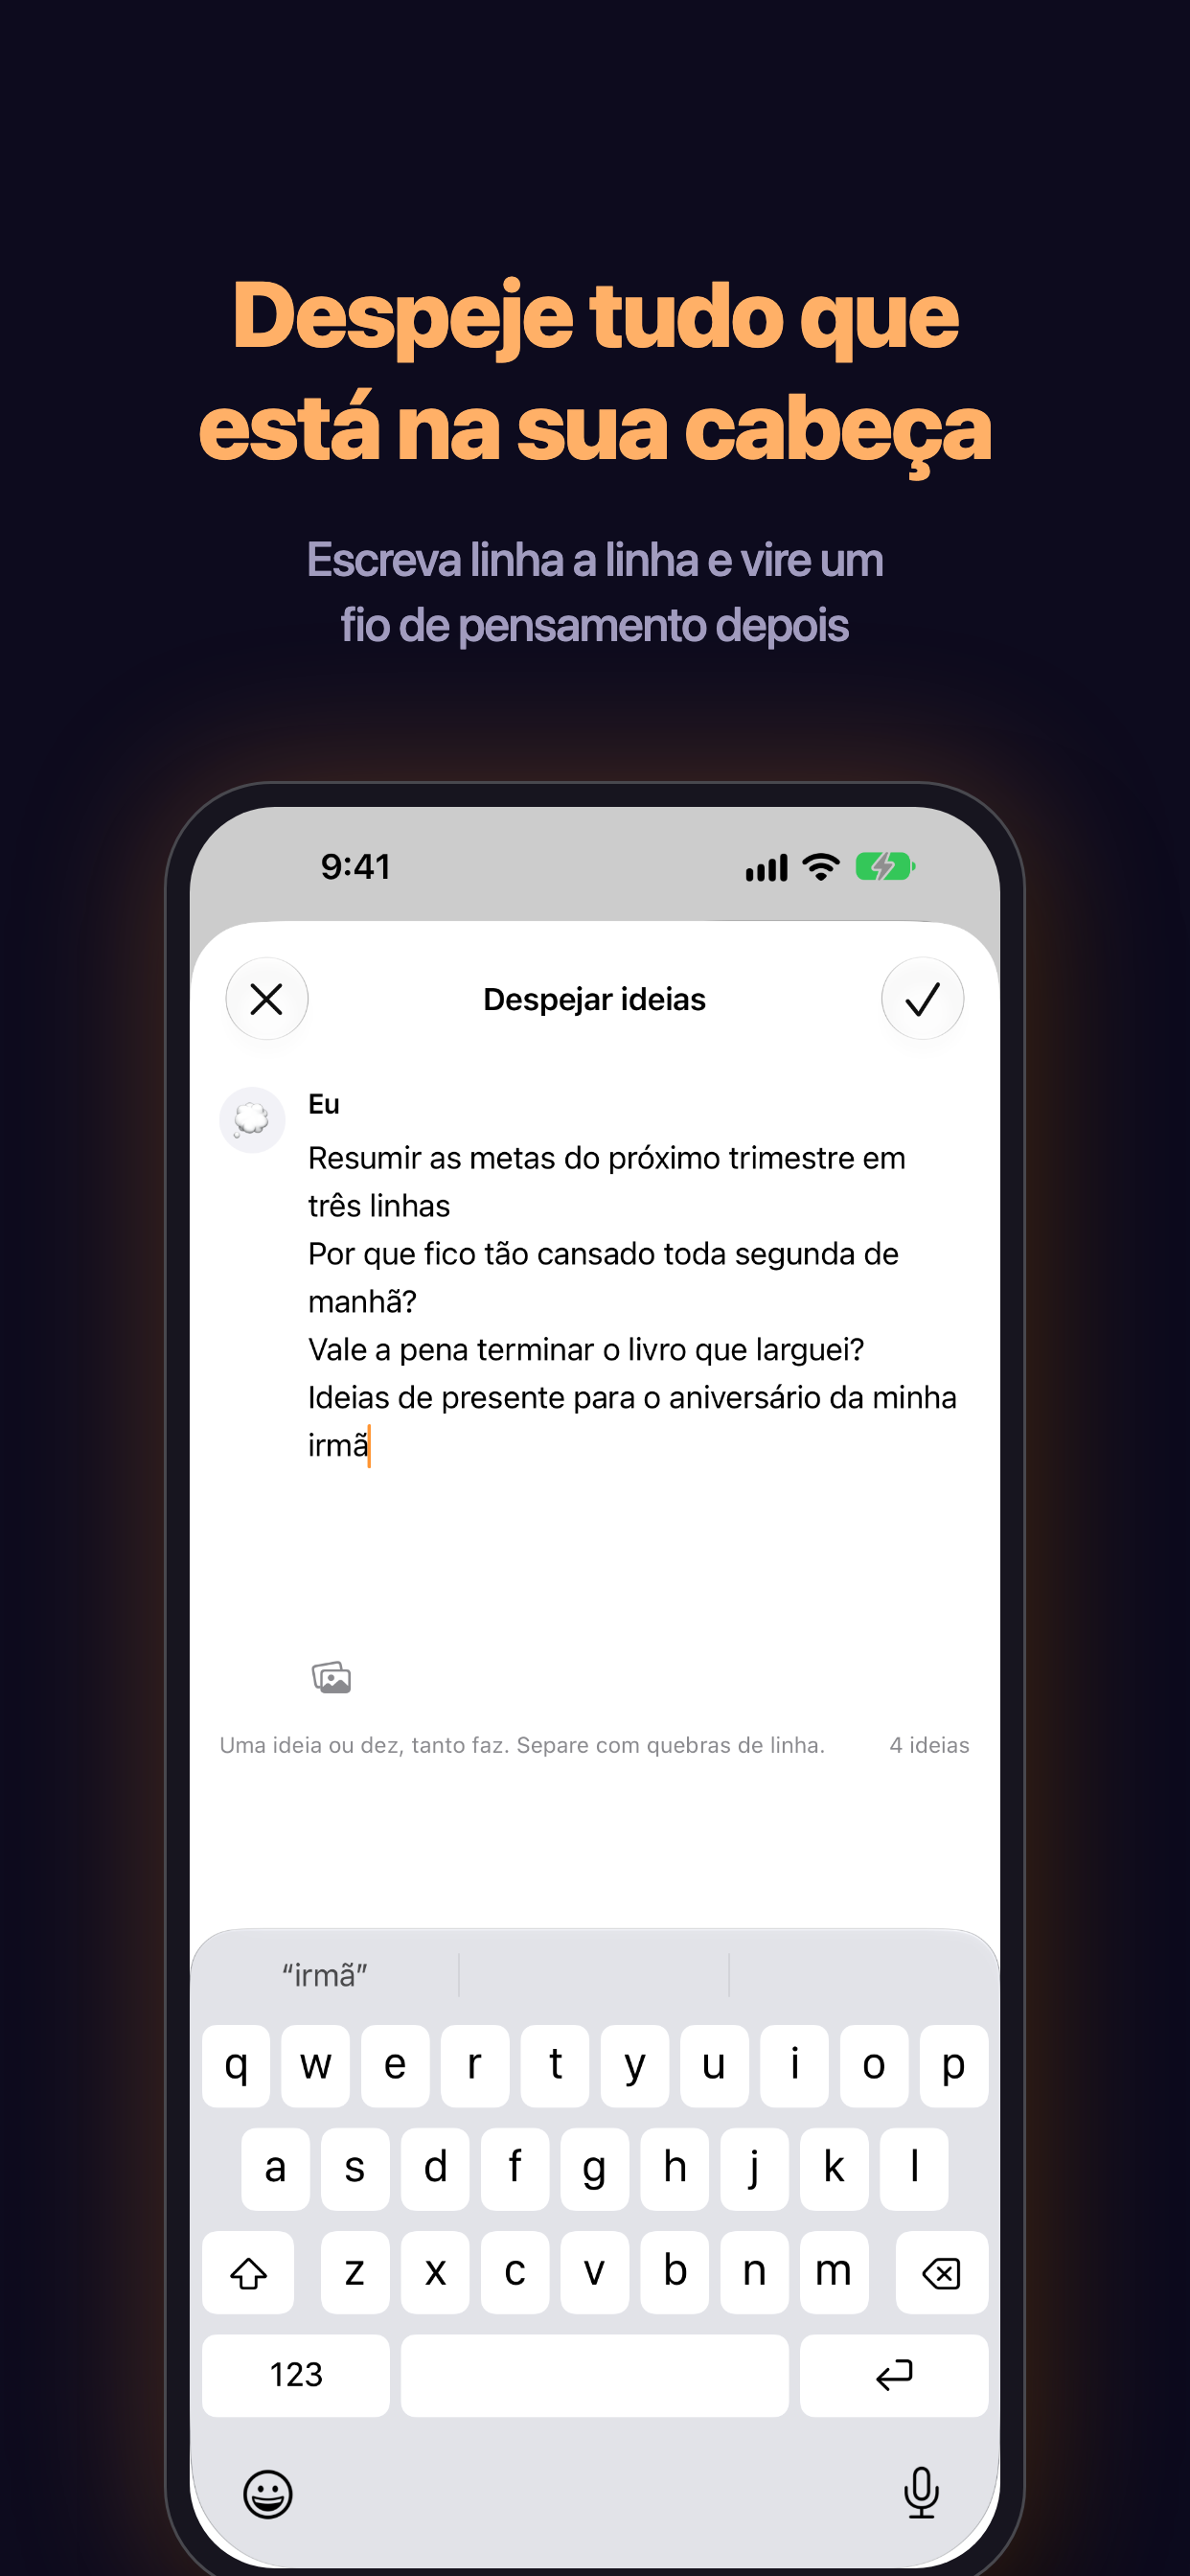 Despeje tudo que
está na sua cabeça
Escreva linha a linha e vire um
fio de pensamento depois
9:41
Despejar ideias
Eu
Resumir as metas do próximo trimestre em
três linhas
Por que fico tão cansado toda segunda de
manhã?
Vale a pena terminar o livro que larguei?
Ideias de presente para o aniversário da minha
irmã
Uma ideia ou dez, tanto faz. Separe com quebras de linha. 4 ideias
“irmã”
q w e r t y u i o p
a s d f g h j k l
z x c v b n m
123